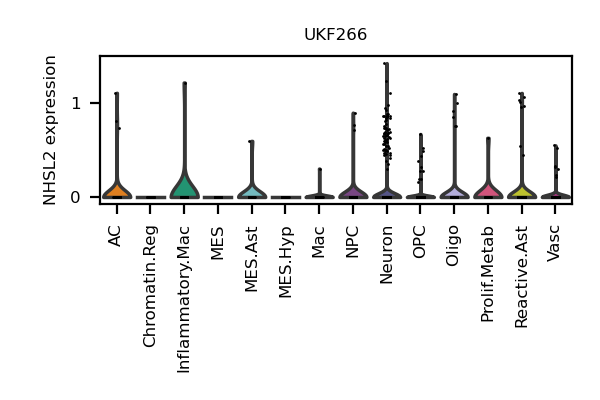 UKF266
NHSL2 expression
1
0
AC
Chromatin.Reg
Inflammatory.Mac
MES
MES.Ast
MES.Hyp
Mac
NPC
Neuron
OPC
Oligo
Prolif.Metab
Reactive.Ast
Vasc